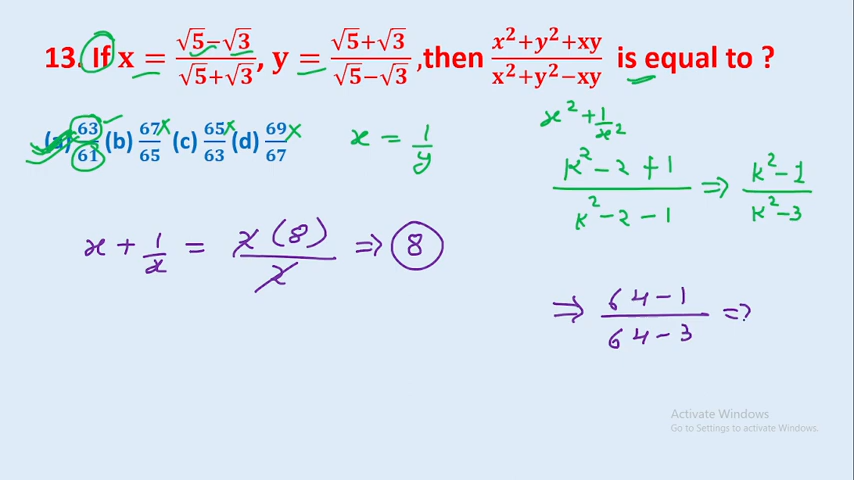 13. If x = √5−√3/√5+√3, y = √5+√3/√5−√3, then x²+y²+xy/x²+y²−xy is equal to ?
(a) 63/61 (b) 67/65 (c) 65/63 (d) 69/67
x = 1/y
x² + 1/x²
k² − 2 + 1/k² − 2 − 1 ⇒ k² − 1/k² − 3
x + 1/x = 2(8)/2 ⇒ 8
⇒ 64 − 1/64 − 3 =>
Activate Windows
Go to Settings to activate Windows.